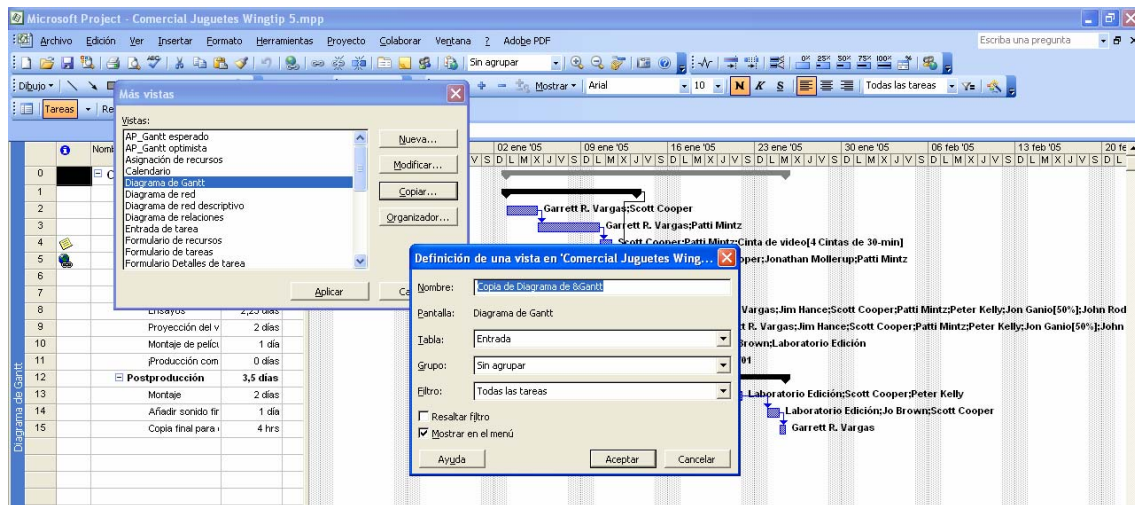 Microsoft Project - Comercial Juguetes Wingtip 5.mpp
Archivo Edición Ver Insertar Formato Herramientas Proyecto Colaborar Ventana ? Adobe PDF Escriba una pregunta
Sin agrupar 0% 25% 50% 75% 100%
Dibujo Mostrar Arial 10 N K S Todas las tareas
Tareas Re
Más vistas
Vistas:
AP_Gantt esperado
AP_Gantt optimista
Asignación de recursos
Calendario
Diagrama de Gantt
Diagrama de red
Diagrama de red descriptivo
Diagrama de relaciones
Entrada de tarea
Formulario de recursos
Formulario de tareas
Formulario Detalles de tarea
Nueva...
Modificar...
Copiar...
Organizador...
Aplicar Ca
Nomb
02 ene '05 09 ene '05 16 ene '05 23 ene '05 30 ene '05 06 feb '05 13 feb '05 20 fe
V S D L M X J V S D L M X J V S D L M X J V S D L M X J V S D L M X J V S D L M X J V S D L M X J V S D L
0 C
1
2 Garrett R. Vargas;Scott Cooper
3 Garrett R. Vargas;Patti Mintz
4 Scott Cooper;Patti Mintz;Cinta de video[4 Cintas de 30-min]
5 oper;Jonathan Mollerup;Patti Mintz
6
7
8 Ensayos 2,25 días Vargas;Jim Hance;Scott Cooper;Patti Mintz;Peter Kelly;Jon Ganio[50%];John Rod
9 Proyección del v 2 días t R. Vargas;Jim Hance;Scott Cooper;Patti Mintz;Peter Kelly;Jon Ganio[50%];John
10 Montaje de pelícu 1 día Brown;Laboratorio Edición
11 ¡Producción com 0 días 01
12 Postproducción 3,5 días
13 Montaje 2 días Laboratorio Edición;Scott Cooper;Peter Kelly
14 Añadir sonido fir 1 día Laboratorio Edición;Jo Brown;Scott Cooper
15 Copia final para 4 hrs Garrett R. Vargas
Diagrama de Gantt
Definición de una vista en 'Comercial Juguetes Wing...
Nombre: Copia de Diagrama de &Gantt
Pantalla: Diagrama de Gantt
Tabla: Entrada
Grupo: Sin agrupar
Filtro: Todas las tareas
Resaltar filtro
Mostrar en el menú
Ayuda Aceptar Cancelar